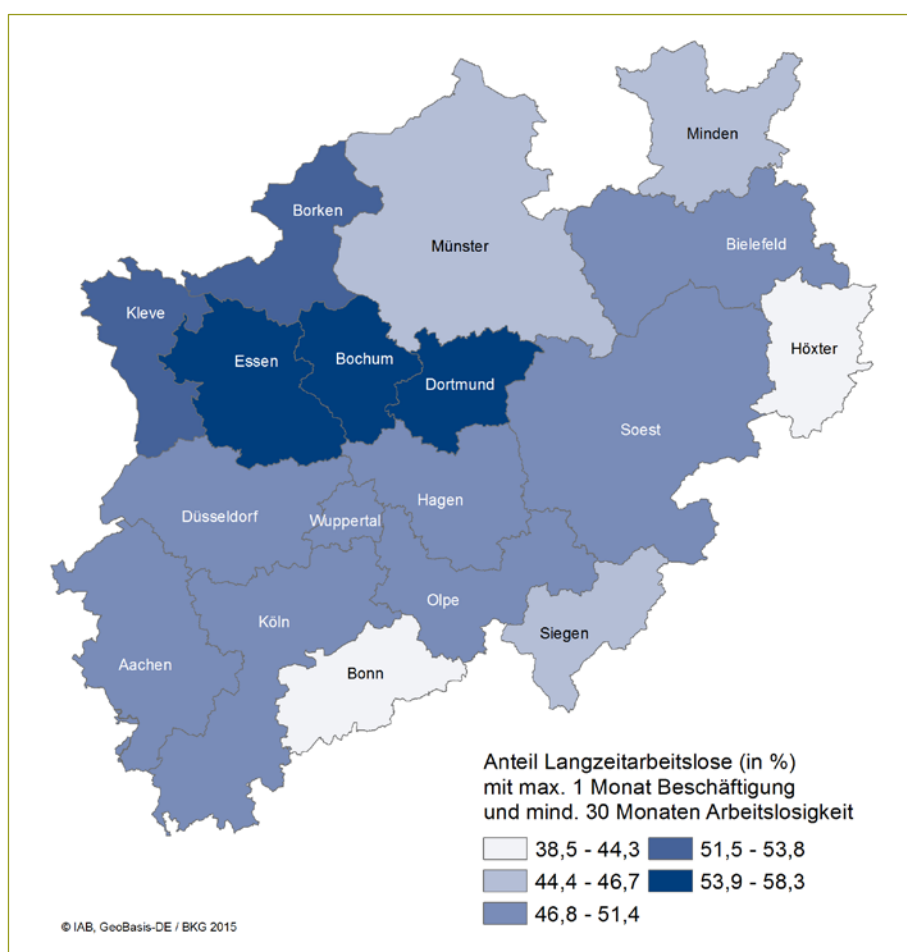 Minden
Borken
Münster
Bielefeld
Kleve
Essen
Bochum
Dortmund
Höxter
Soest
Düsseldorf
Wuppertal
Hagen
Köln
Olpe
Siegen
Aachen
Bonn
Anteil Langzeitarbeitslose (in %)
mit max. 1 Monat Beschäftigung
und mind. 30 Monaten Arbeitslosigkeit
38,5 - 44,3 51,5 - 53,8
44,4 - 46,7 53,9 - 58,3
46,8 - 51,4
© IAB, GeoBasis-DE / BKG 2015